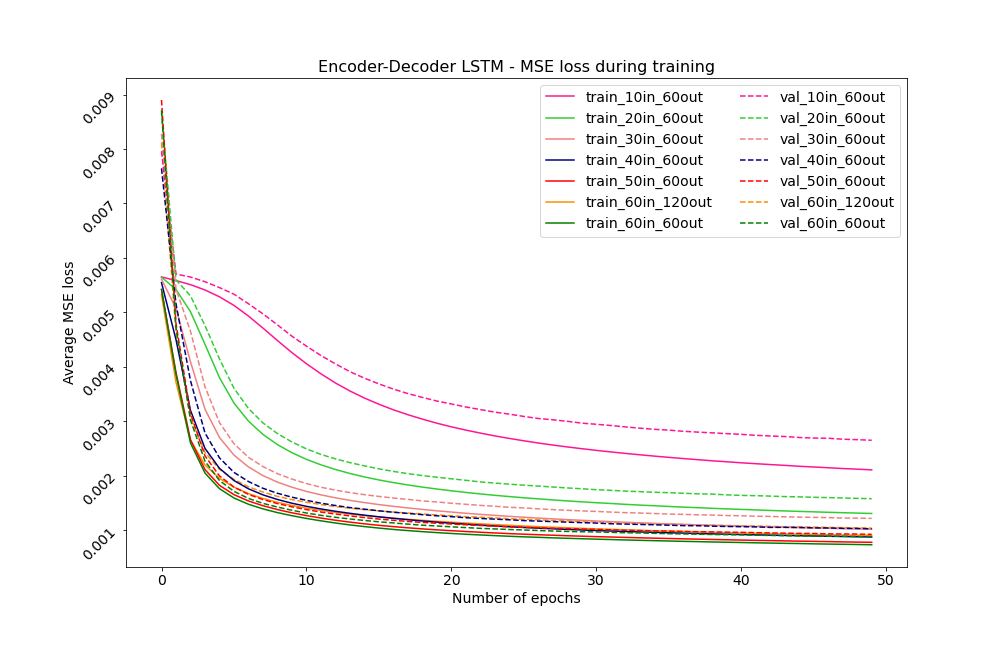 Encoder-Decoder LSTM - MSE loss during training
train_10in_60out
train_20in_60out
train_30in_60out
train_40in_60out
train_50in_60out
train_60in_120out
train_60in_60out
val_10in_60out
val_20in_60out
val_30in_60out
val_40in_60out
val_50in_60out
val_60in_120out
val_60in_60out
Average MSE loss
0.009
0.008
0.007
0.006
0.005
0.004
0.003
0.002
0.001
0
10
20
30
40
50
Number of epochs